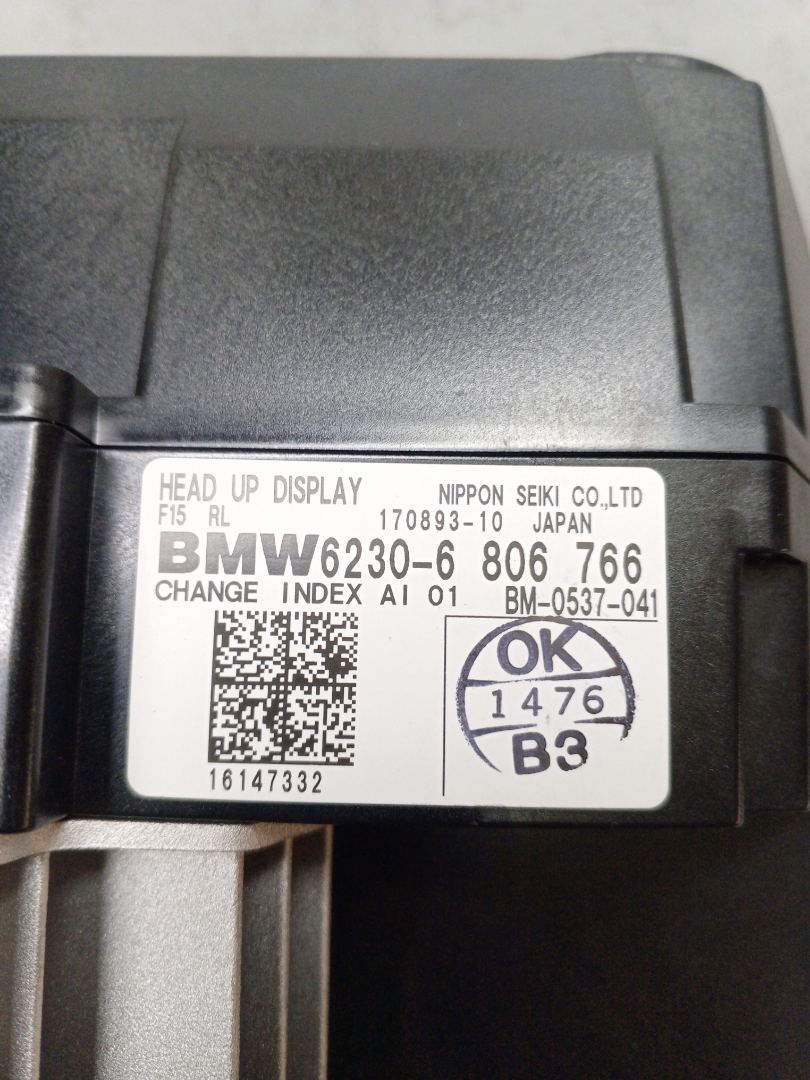 HEAD UP DISPLAY NIPPON SEIKI CO.,LTD
F15 RL 170893-10 JAPAN
BMW6230-6 806 766
CHANGE INDEX AI 01 BM-0537-041
OK
1476
B3
16147332